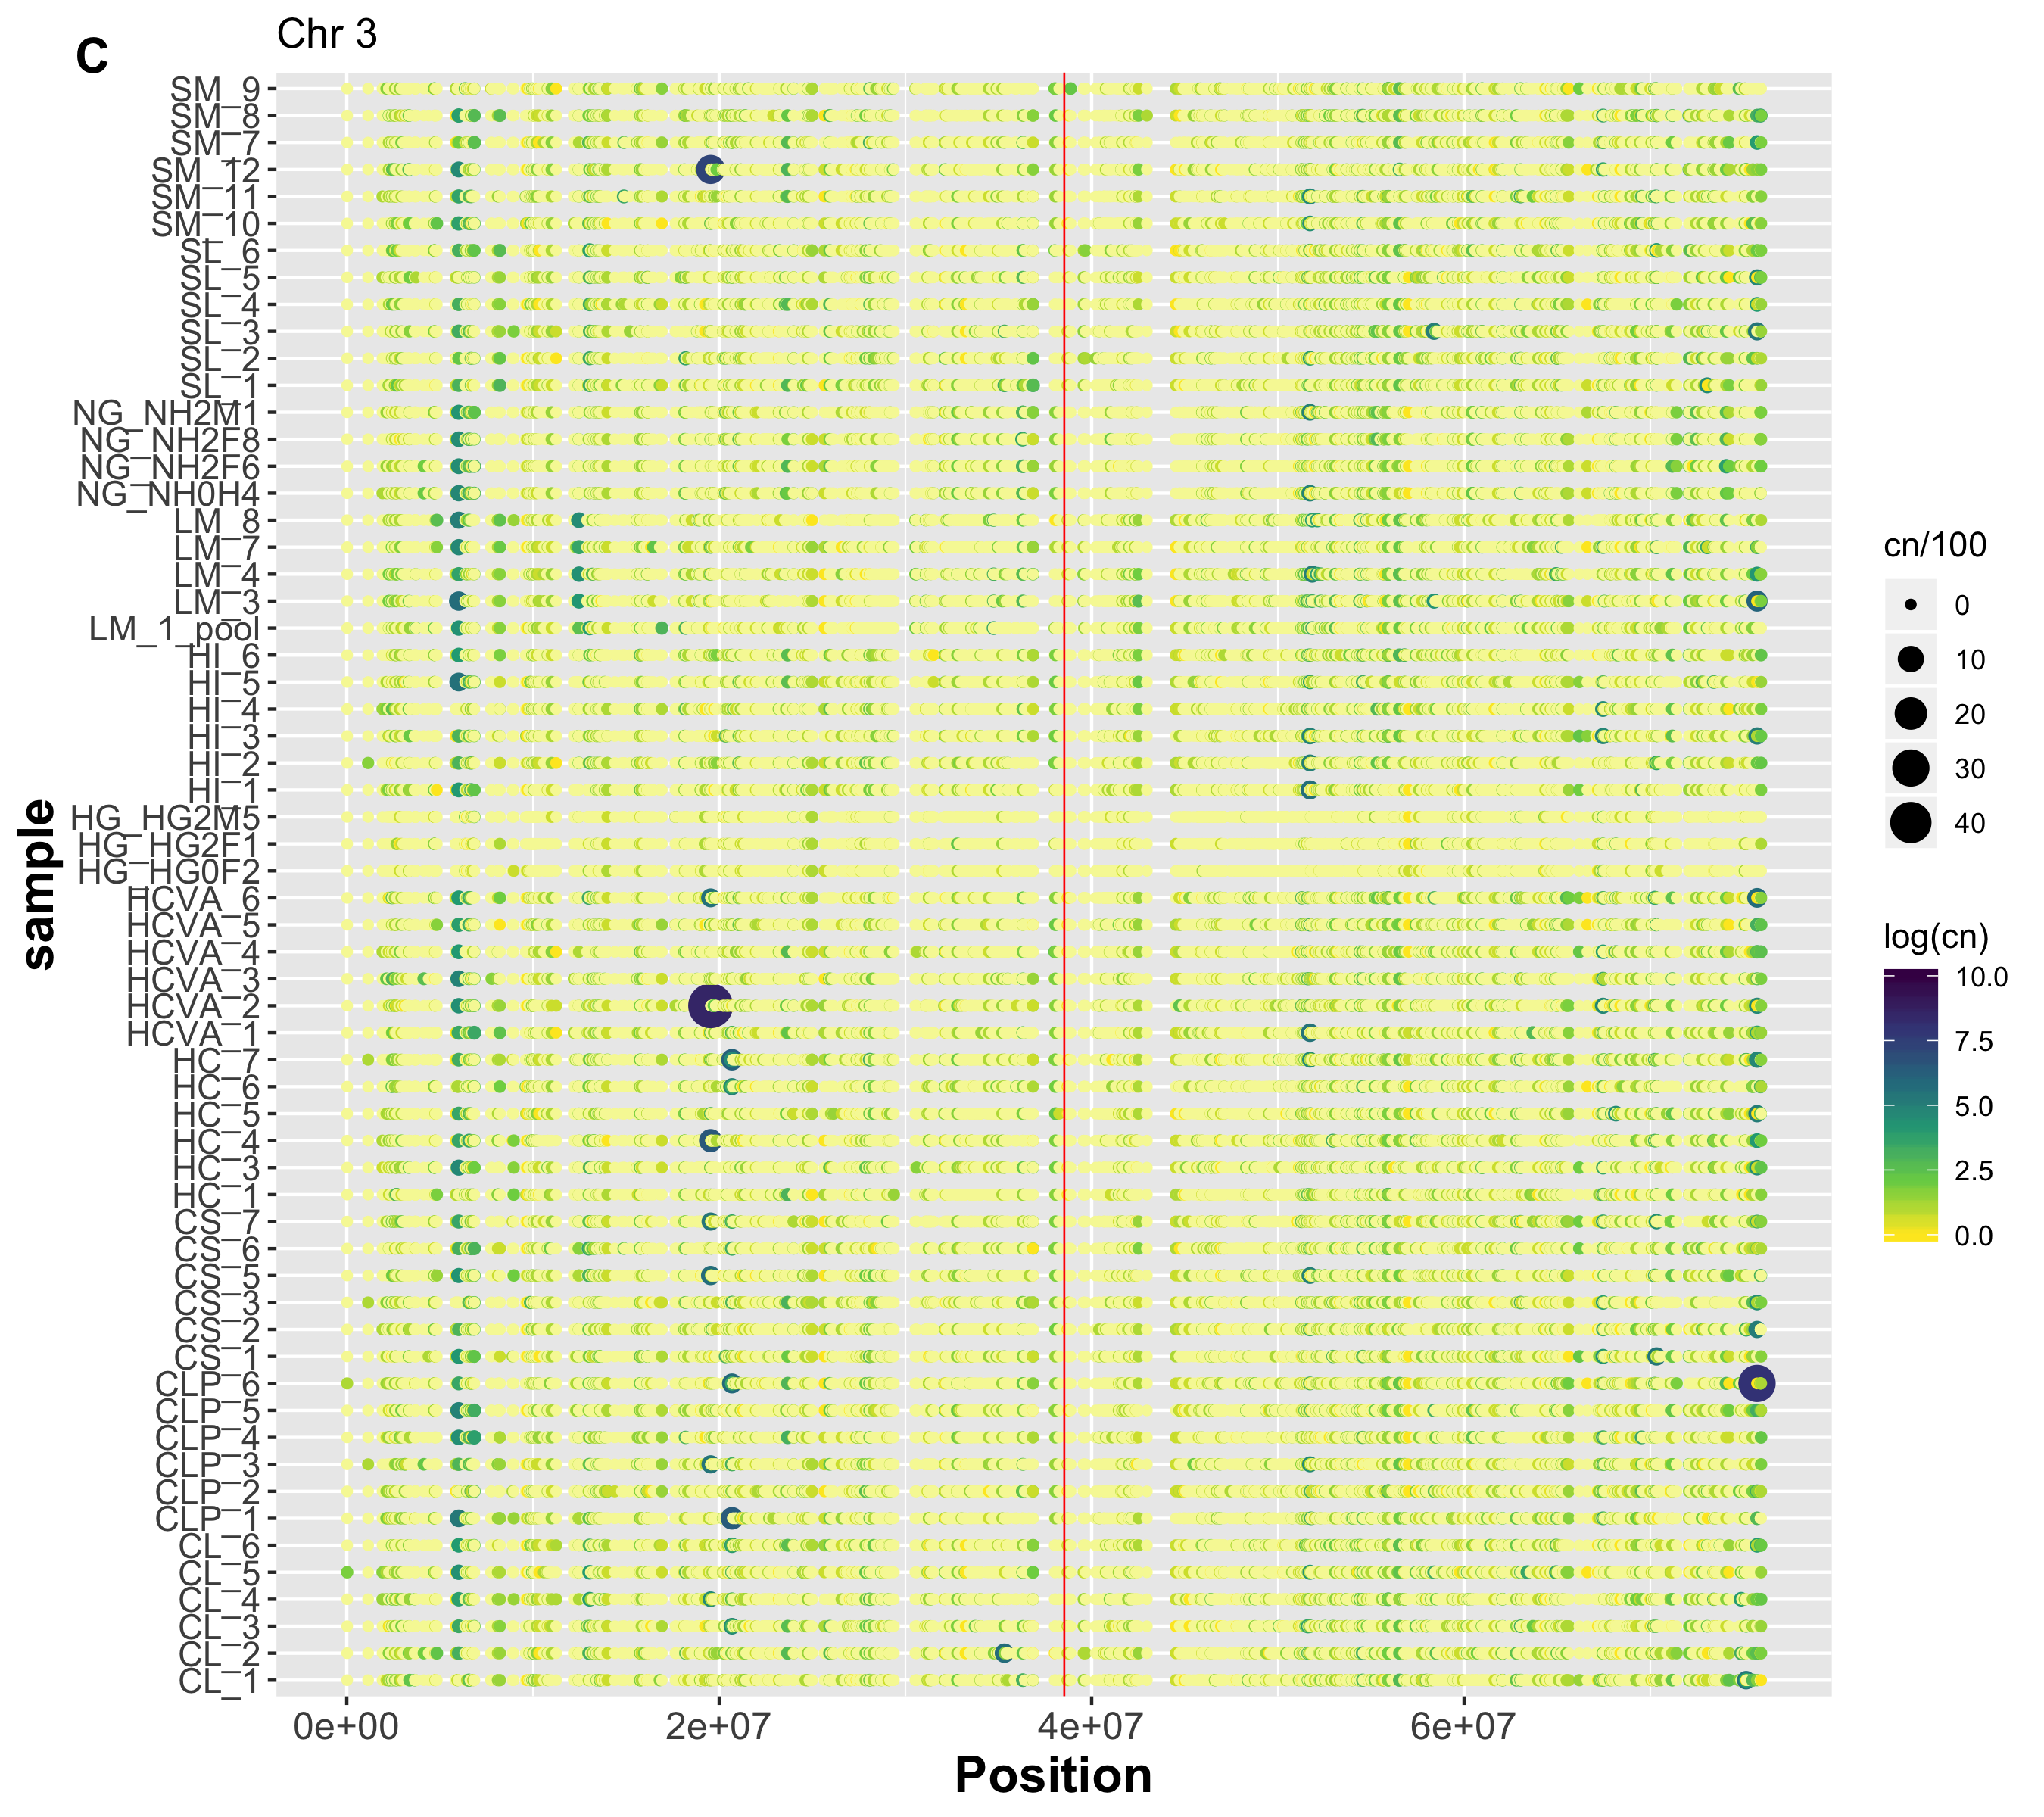 C
Chr 3
SM_9
SM_8
SM_7
SM_12
SM_11
SM_10
SL_6
SL_5
SL_4
SL_3
SL_2
SL_1
NG_NH2M1
NG_NH2F8
NG_NH2F6
NG_NH0H4
LM_8
LM_7
LM_4
LM_3
LM_1_pool
HI_6
HI_5
HI_4
HI_3
HI_2
HI_1
HG_HG2M5
HG_HG2F1
HG_HG0F2
HCVA_6
HCVA_5
HCVA_4
HCVA_3
HCVA_2
HCVA_1
HC_7
HC_6
HC_5
HC_4
HC_3
HC_1
CS_7
CS_6
CS_5
CS_3
CS_2
CS_1
CLP_6
CLP_5
CLP_4
CLP_3
CLP_2
CLP_1
CL_6
CL_5
CL_4
CL_3
CL_2
CL_1
sample
0e+00 2e+07 4e+07 6e+07
Position
cn/100
0
10
20
30
40
log(cn)
10.0
7.5
5.0
2.5
0.0